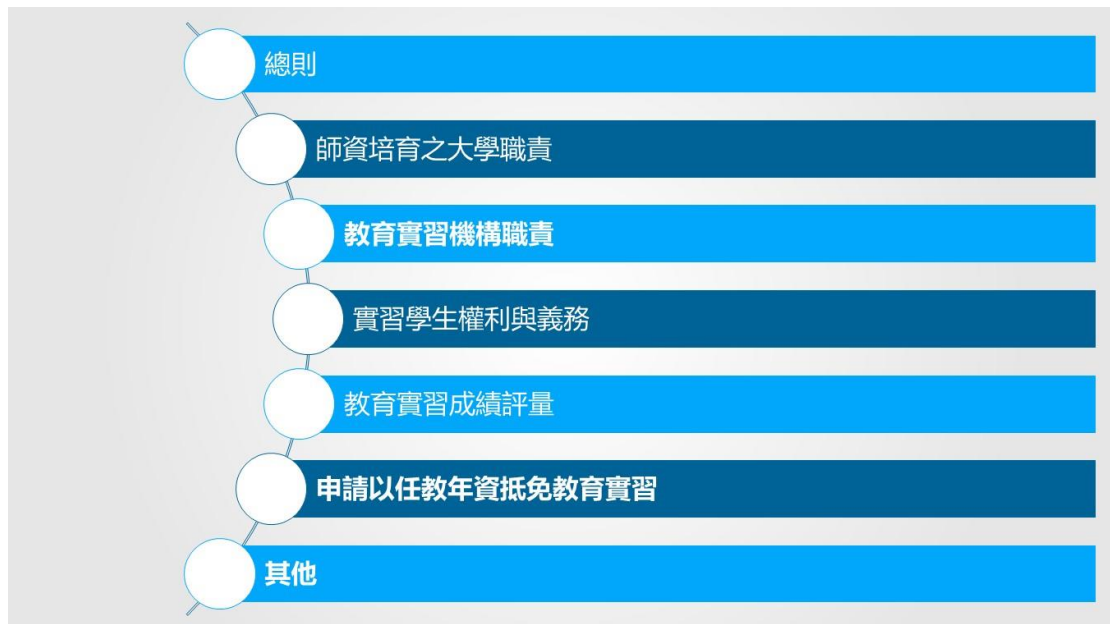 總則
師資培育之大學職責
教育實習機構職責
實習學生權利與義務
教育實習成績評量
申請以任教年資抵免教育實習
其他